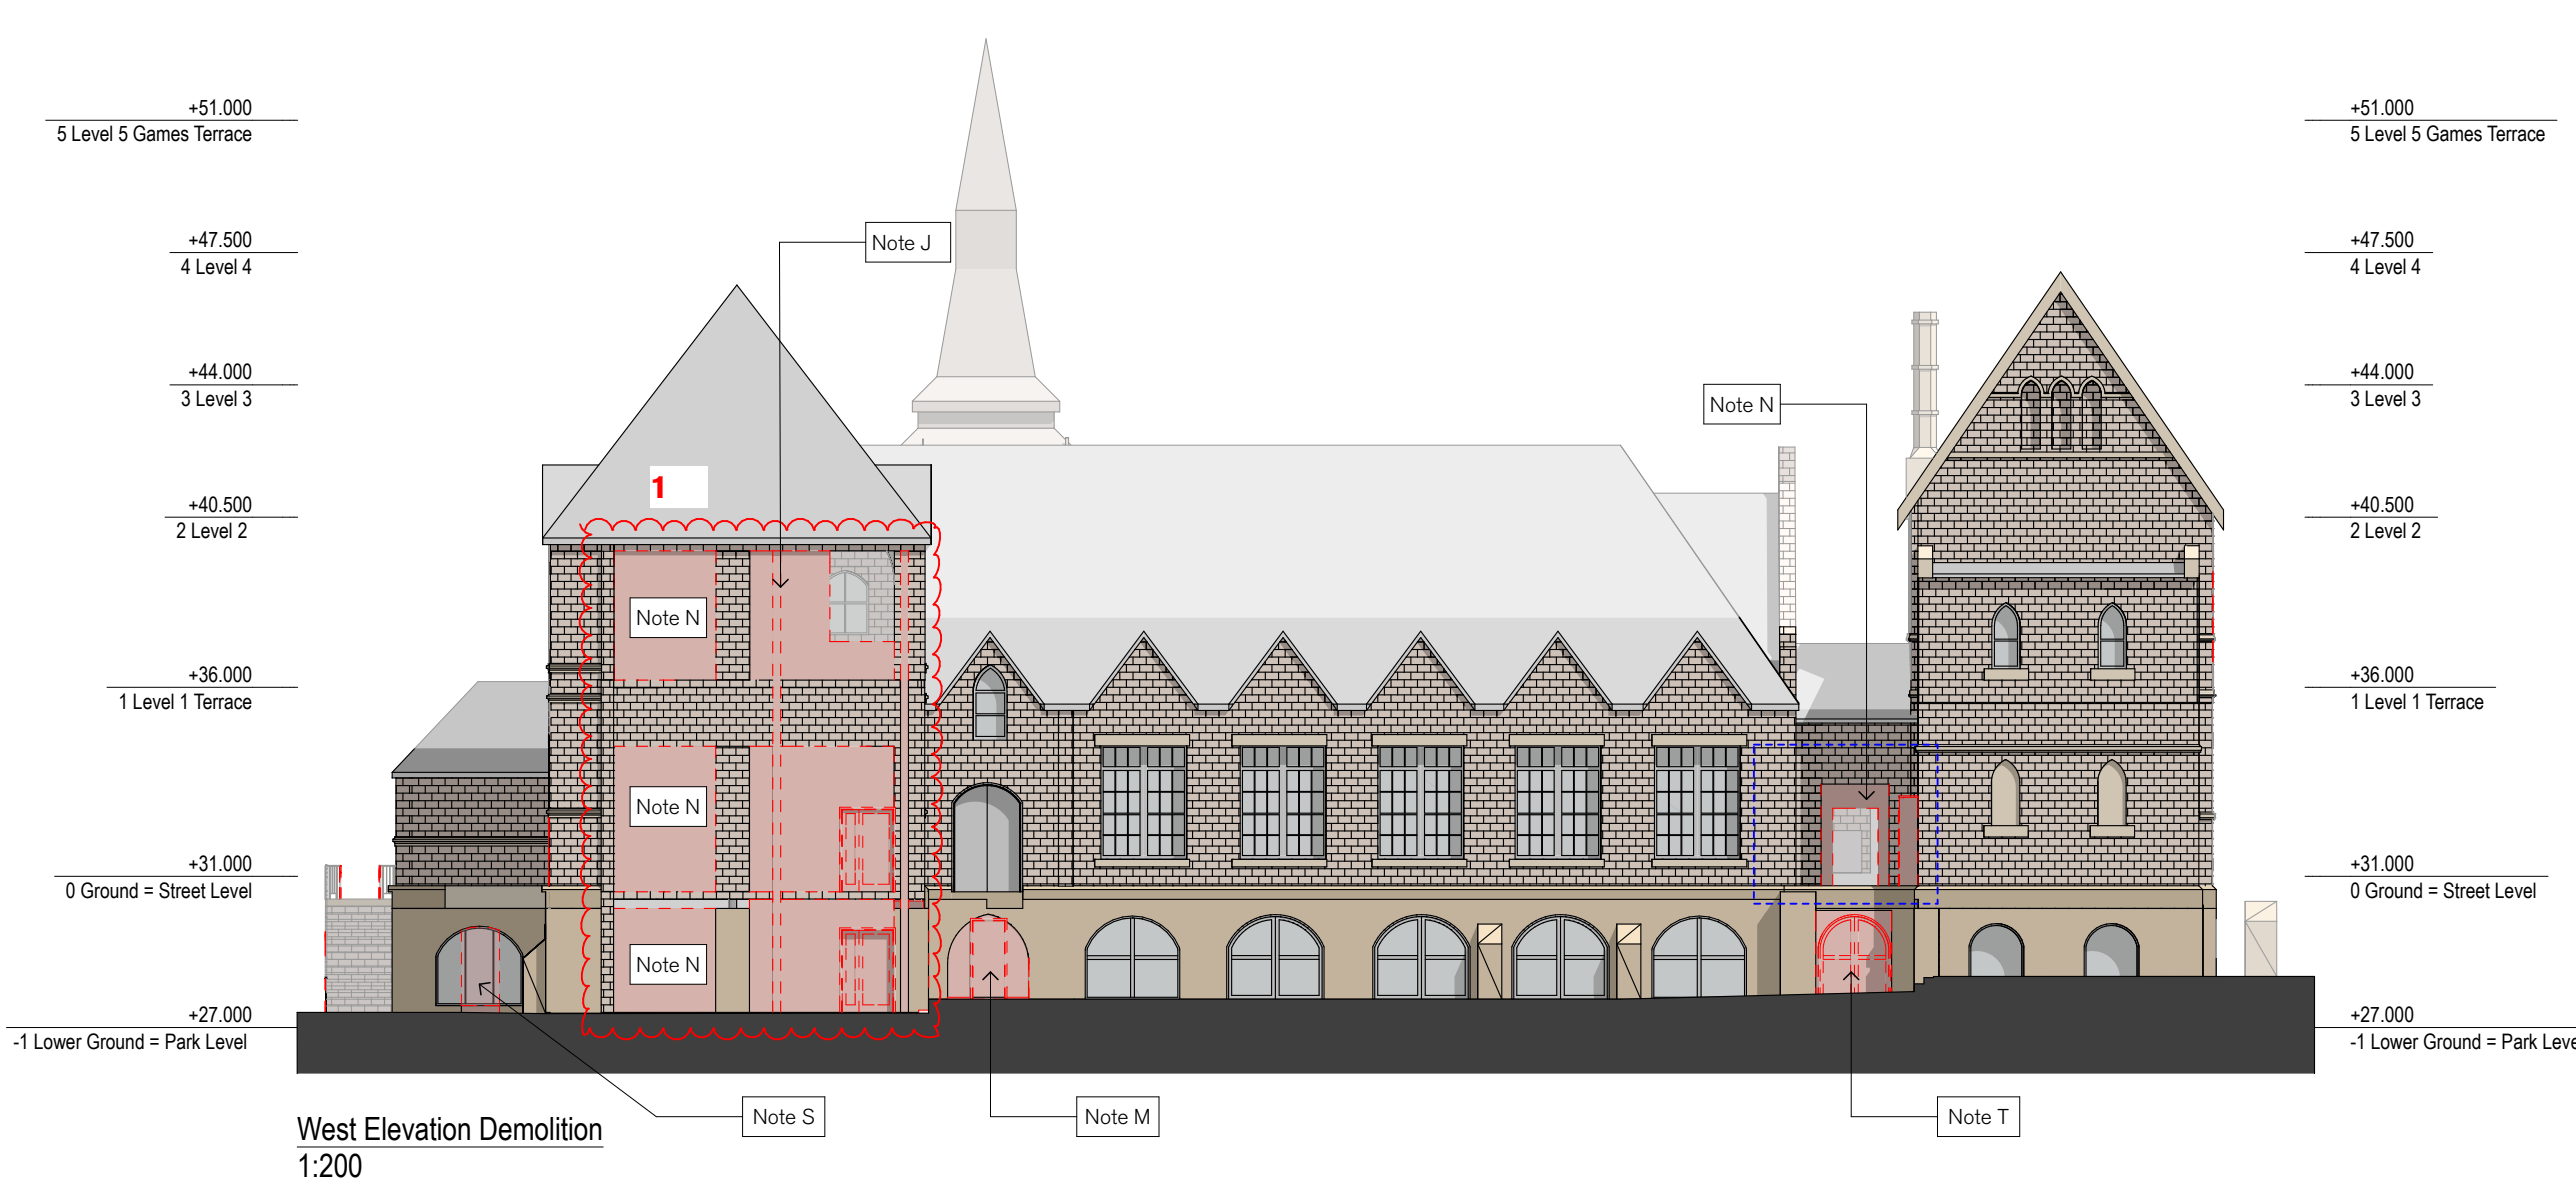 +51.000
5 Level 5 Games Terrace
+47.500
4 Level 4
+44.000
3 Level 3
+40.500
2 Level 2
+36.000
1 Level 1 Terrace
+31.000
0 Ground = Street Level
+27.000
-1 Lower Ground = Park Level
Note J
1
Note N
Note N
Note N
Note N
Note S
Note M
Note T
+51.000
5 Level 5 Games Terrace
+47.500
4 Level 4
+44.000
3 Level 3
+40.500
2 Level 2
+36.000
1 Level 1 Terrace
+31.000
0 Ground = Street Level
+27.000
-1 Lower Ground = Park Leve
West Elevation Demolition
1:200